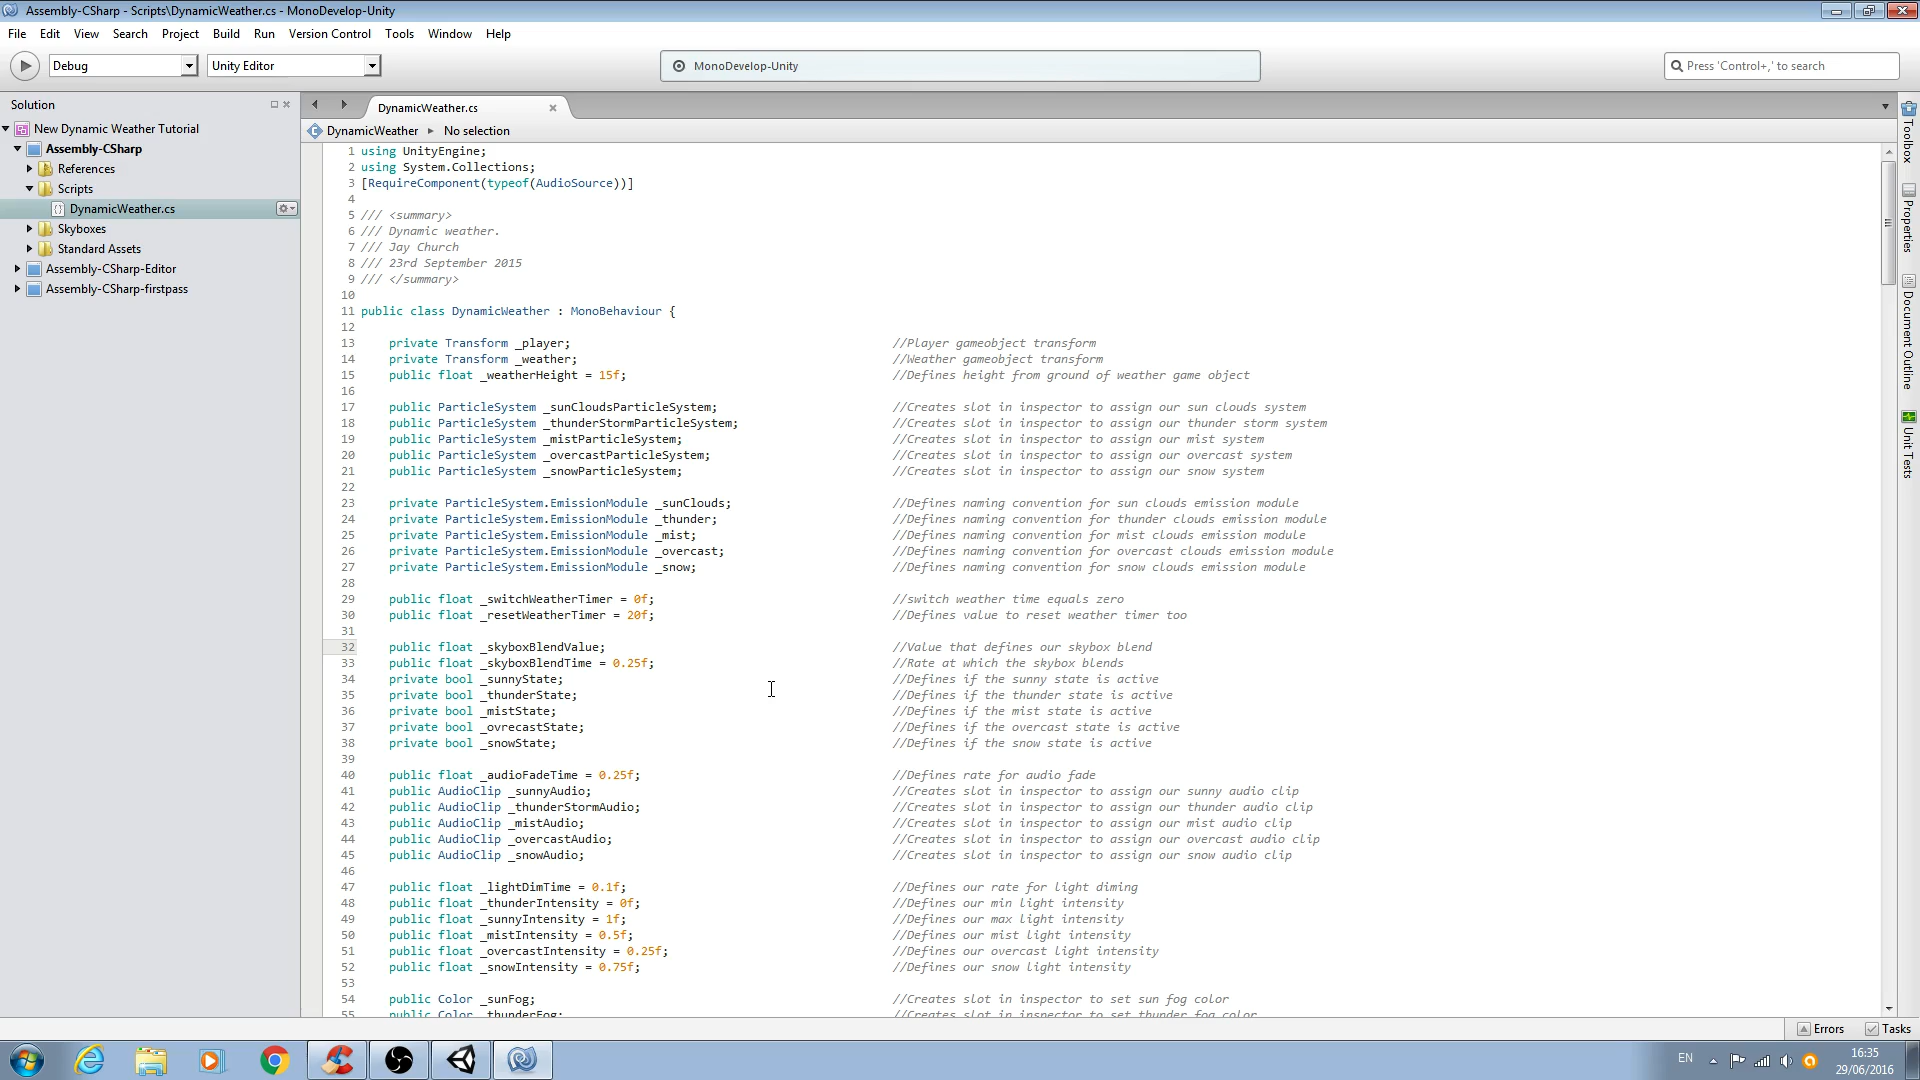 Assembly-CSharp - Scripts\DynamicWeather.cs - MonoDevelop-Unity
File Edit View Search Project Build Run Version Control Tools Window Help
Debug Unity Editor MonoDevelop-Unity Press 'Control+,' to search
Solution
New Dynamic Weather Tutorial
Assembly-CSharp
References
Scripts
DynamicWeather.cs
Skyboxes
Standard Assets
Assembly-CSharp-Editor
Assembly-CSharp-firstpass
DynamicWeather.cs
DynamicWeather No selection
1 using UnityEngine;
2 using System.Collections;
3 [RequireComponent(typeof(AudioSource))]
4
5 /// <summary>
6 /// Dynamic weather.
7 /// Jay Church
8 /// 23rd September 2015
9 /// </summary>
10
11 public class DynamicWeather : MonoBehaviour {
12
13 private Transform _player; //Player gameobject transform
14 private Transform _weather; //Weather gameobject transform
15 public float _weatherHeight = 15f; //Defines height from ground of weather game object
16
17 public ParticleSystem _sunCloudsParticleSystem; //Creates slot in inspector to assign our sun clouds system
18 public ParticleSystem _thunderStormParticleSystem; //Creates slot in inspector to assign our thunder storm system
19 public ParticleSystem _mistParticleSystem; //Creates slot in inspector to assign our mist system
20 public ParticleSystem _overcastParticleSystem; //Creates slot in inspector to assign our overcast system
21 public ParticleSystem _snowParticleSystem; //Creates slot in inspector to assign our snow system
22
23 private ParticleSystem.EmissionModule _sunClouds; //Defines naming convention for sun clouds emission module
24 private ParticleSystem.EmissionModule _thunder; //Defines naming convention for thunder clouds emission module
25 private ParticleSystem.EmissionModule _mist; //Defines naming convention for mist clouds emission module
26 private ParticleSystem.EmissionModule _overcast; //Defines naming convention for overcast clouds emission module
27 private ParticleSystem.EmissionModule _snow; //Defines naming convention for snow clouds emission module
28
29 public float _switchWeatherTimer = 0f; //switch weather time equals zero
30 public float _resetWeatherTimer = 20f; //Defines value to reset weather timer too
31
32 public float _skyboxBlendValue; //Value that defines our skybox blend
33 public float _skyboxBlendTime = 0.25f; //Rate at which the skybox blends
34 private bool _sunnyState; //Defines if the sunny state is active
35 private bool _thunderState; //Defines if the thunder state is active
36 private bool _mistState; //Defines if the mist state is active
37 private bool _ovrecastState; //Defines if the overcast state is active
38 private bool _snowState; //Defines if the snow state is active
39
40 public float _audioFadeTime = 0.25f; //Defines rate for audio fade
41 public AudioClip _sunnyAudio; //Creates slot in inspector to assign our sunny audio clip
42 public AudioClip _thunderStormAudio; //Creates slot in inspector to assign our thunder audio clip
43 public AudioClip _mistAudio; //Creates slot in inspector to assign our mist audio clip
44 public AudioClip _overcastAudio; //Creates slot in inspector to assign our overcast audio clip
45 public AudioClip _snowAudio; //Creates slot in inspector to assign our snow audio clip
46
47 public float _lightDimTime = 0.1f; //Defines our rate for light diming
48 public float _thunderIntensity = 0f; //Defines our min light intensity
49 public float _sunnyIntensity = 1f; //Defines our max light intensity
50 public float _mistIntensity = 0.5f; //Defines our mist light intensity
51 public float _overcastIntensity = 0.25f; //Defines our overcast light intensity
52 public float _snowIntensity = 0.75f; //Defines our snow light intensity
53
54 public Color _sunFog; //Creates slot in inspector to set sun fog color
55 public Color _thunderFog; //Creates slot in inspector to set thunder fog color
Toolbox
Properties
Document Outline
Unit Tests
Errors Tasks
EN 16:35
29/06/2016